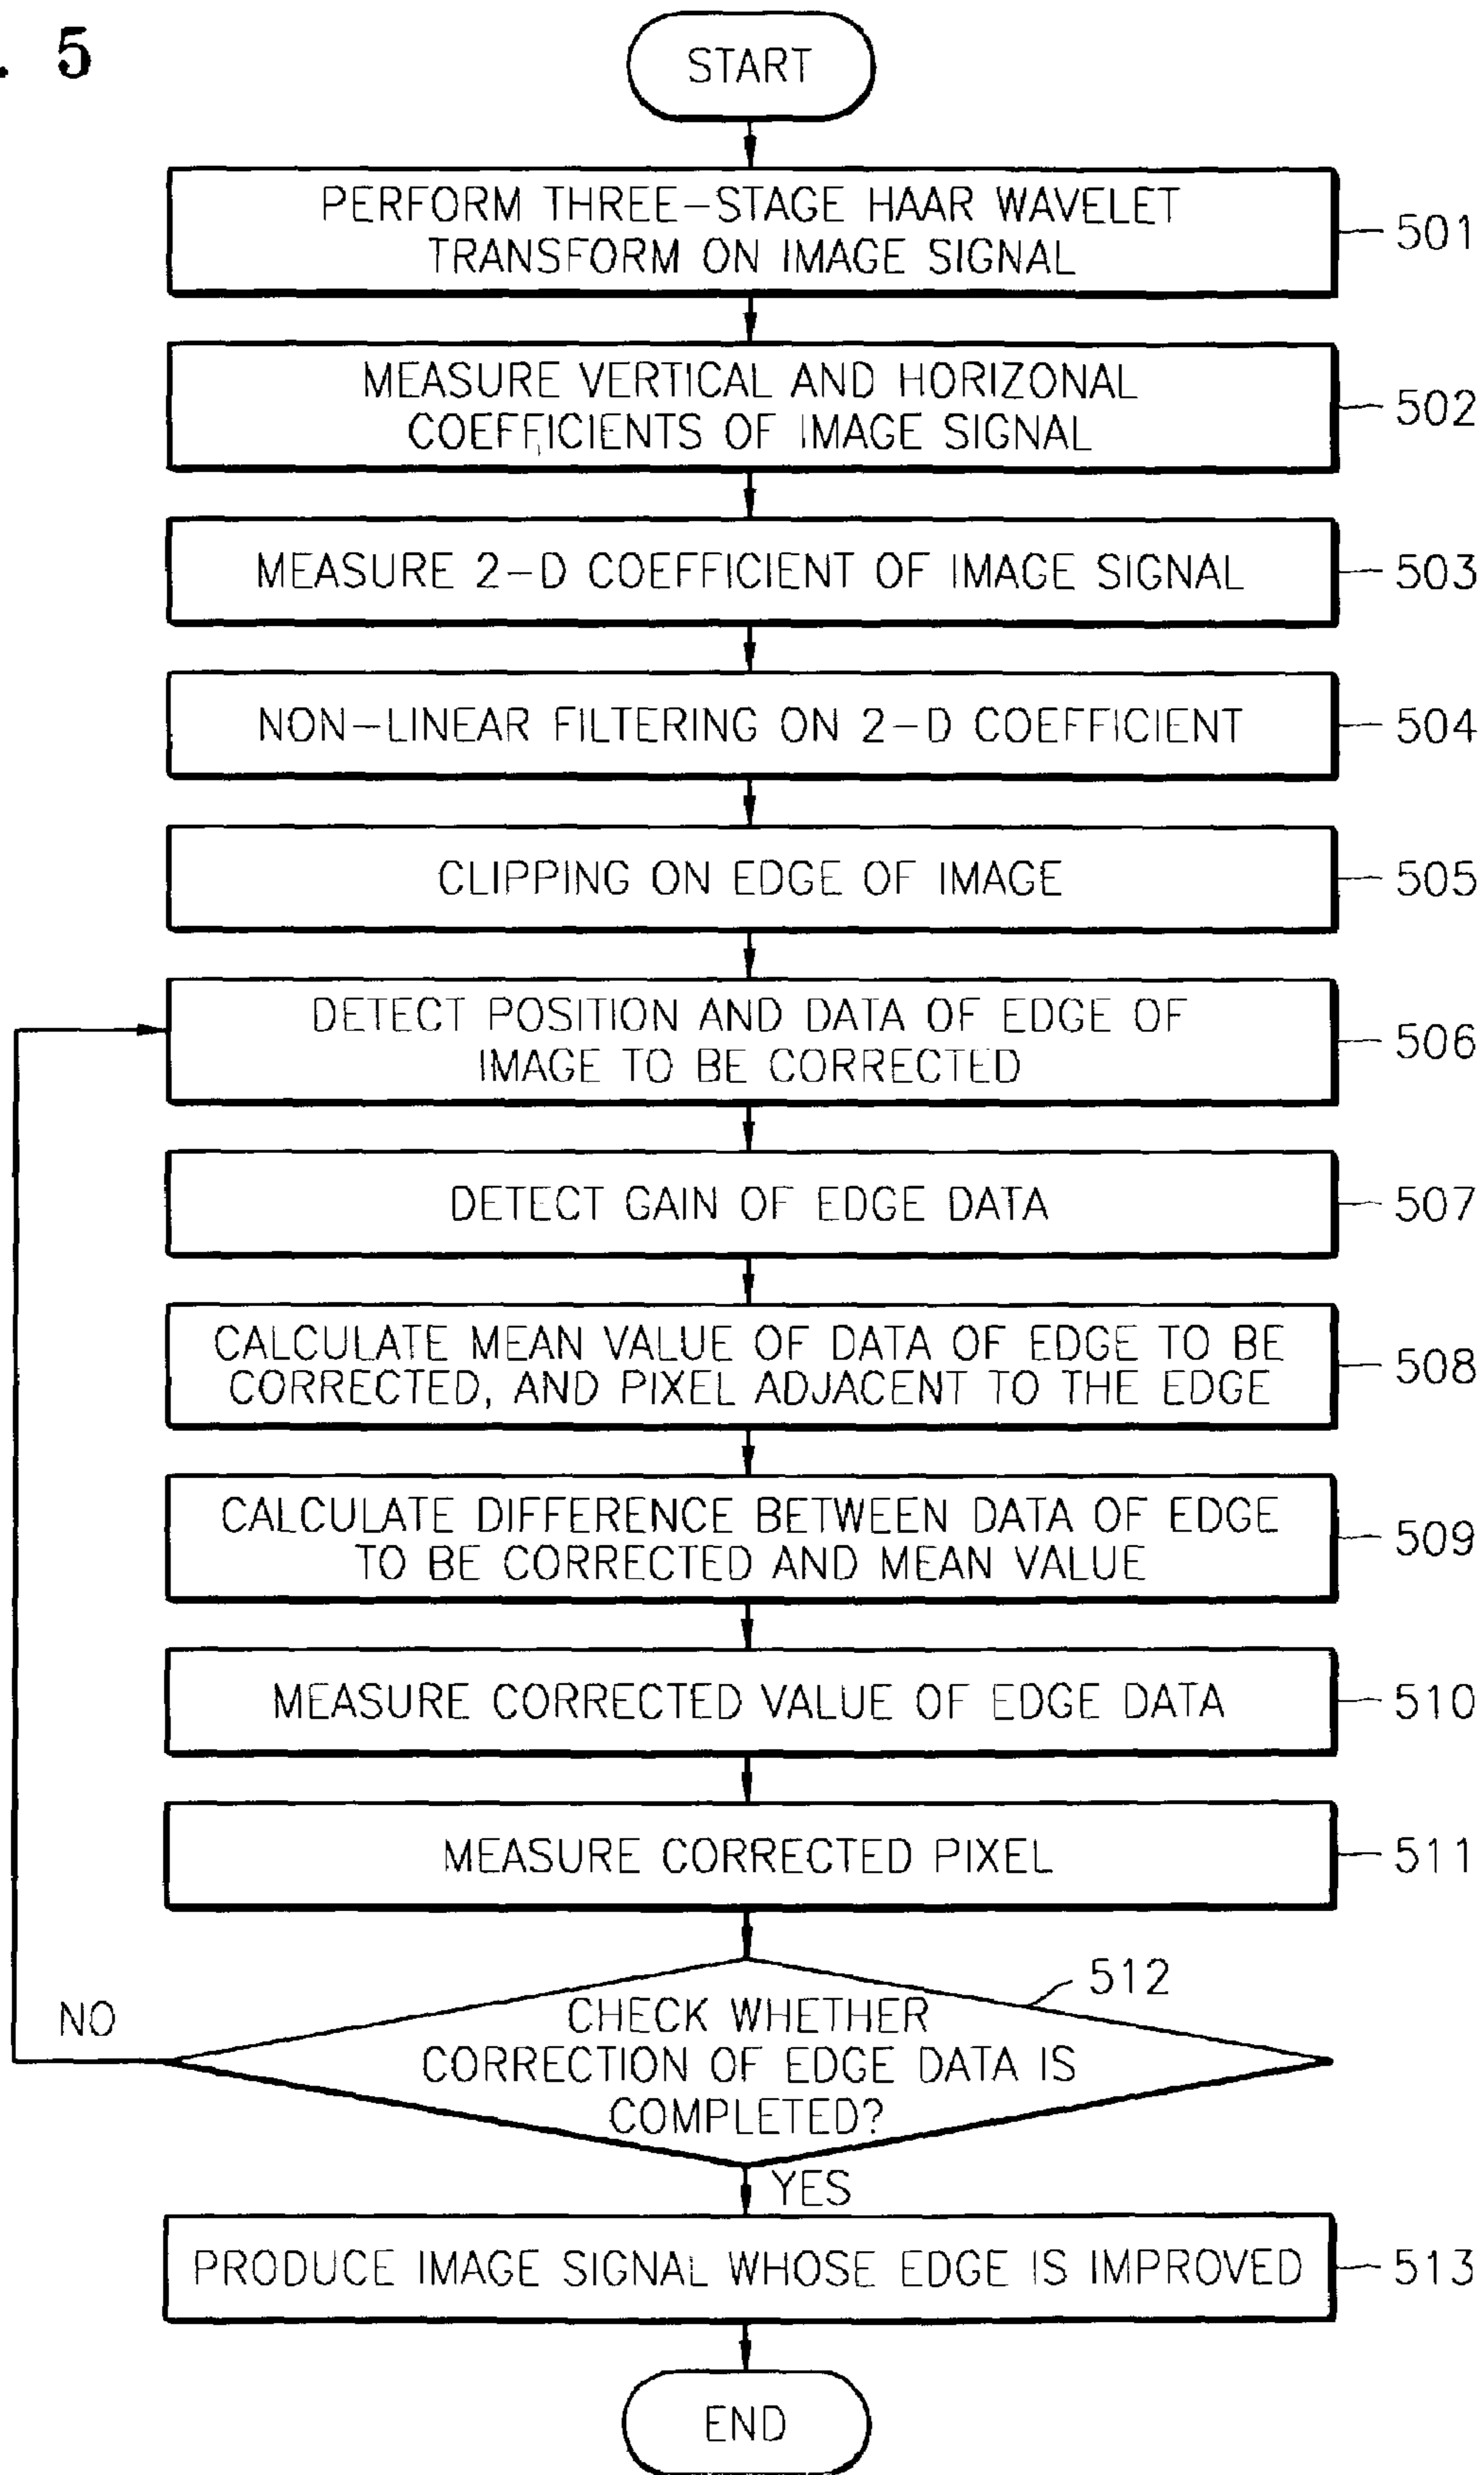 . 5
START
PERFORM THREE-STAGE HAAR WAVELET
TRANSFORM ON IMAGE SIGNAL
501
MEASURE VERTICAL AND HORIZONAL
COEFFICIENTS OF IMAGE SIGNAL
502
MEASURE 2-D COEFFICIENT OF IMAGE SIGNAL
503
NON-LINEAR FILTERING ON 2-D COEFFICIENT
504
CLIPPING ON EDGE OF IMAGE
505
DETECT POSITION AND DATA OF EDGE OF
IMAGE TO BE CORRECTED
506
DETECT GAIN OF EDGE DATA
507
CALCULATE MEAN VALUE OF DATA OF EDGE TO BE
CORRECTED, AND PIXEL ADJACENT TO THE EDGE
508
CALCULATE DIFFERENCE BETWEEN DATA OF EDGE
TO BE CORRECTED AND MEAN VALUE
509
MEASURE CORRECTED VALUE OF EDGE DATA
510
MEASURE CORRECTED PIXEL
511
512
NO
CHECK WHETHER
CORRECTION OF EDGE DATA IS
COMPLETED?
YES
PRODUCE IMAGE SIGNAL WHOSE EDGE IS IMPROVED
513
END